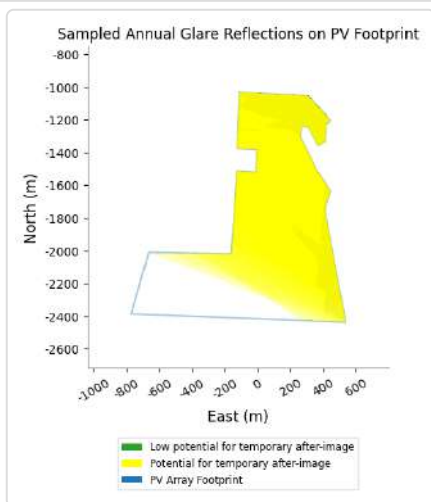 Sampled Annual Glare Reflections on PV Footprint
-800
-1000
-1200
-1400
-1600
-1800
-2000
-2200
-2400
-2600
North (m)
-1000 -800 -600 -400 -200 0 200 400 600
East (m)
Low potential for temporary after-image
Potential for temporary after-image
PV Array Footprint